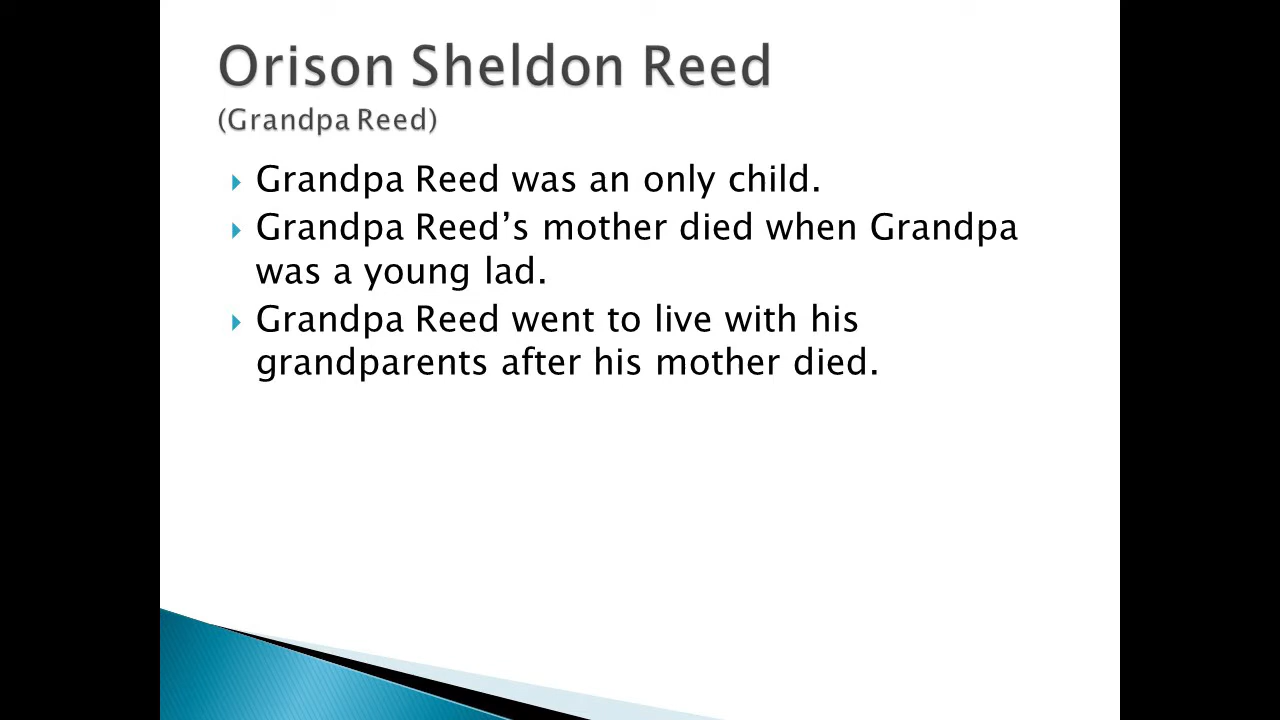 Orison Sheldon Reed
(Grandpa Reed)
Grandpa Reed was an only child.
Grandpa Reed’s mother died when Grandpa
was a young lad.
Grandpa Reed went to live with his
grandparents after his mother died.